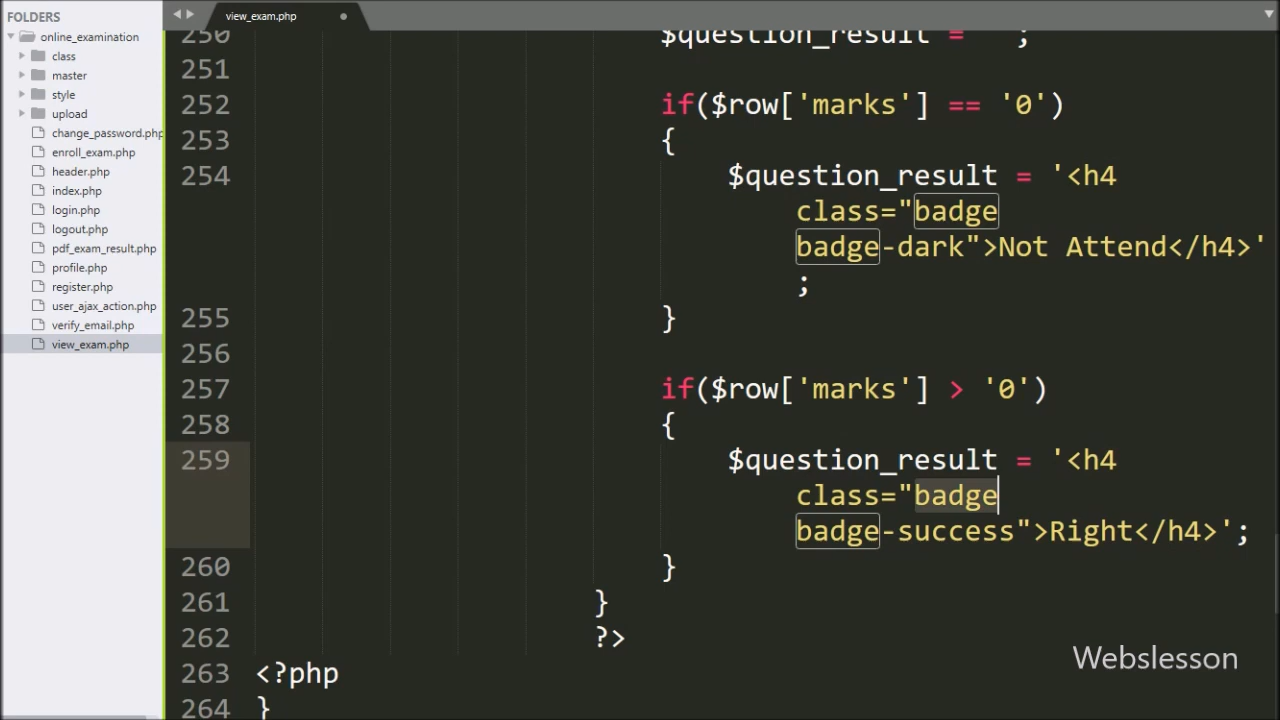 FOLDERS
online_examination
class
master
style
upload
change_password.php
enroll_exam.php
header.php
index.php
login.php
logout.php
pdf_exam_result.php
profile.php
register.php
user_ajax_action.php
verify_email.php
view_exam.php
view_exam.php
250 $question_result = '';
251
252 if($row['marks'] == '0')
253 {
254 $question_result = '<h4
class="badge
badge-dark">Not Attend</h4>'
;
255 }
256
257 if($row['marks'] > '0')
258 {
259 $question_result = '<h4
class="badge
badge-success">Right</h4>';
260 }
261 }
262 ?>
263 <?php
264 }
Webslesson